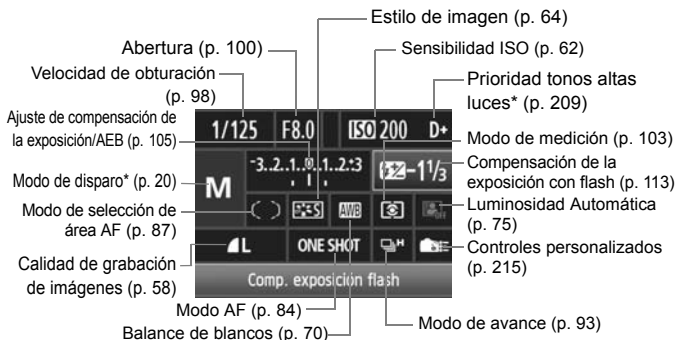 Estilo de imagen (p. 64)
Abertura (p. 100)
Sensibilidad ISO (p. 62)
Velocidad de obturación
(p. 98)
Prioridad tonos altas
luces* (p. 209)
Ajuste de compensación de
la exposición/AEB (p. 105)
1/125 F8.0 ISO 200 D+
Modo de medición (p. 103)
-3..2..1..0..1..2.:3
-1 1/3
Compensación de la
exposición con flash (p. 113)
Modo de disparo* (p. 20)
M
Modo de selección de
área AF (p. 87)
S AWB OFF
Luminosidad Automática
(p. 75)
L ONE SHOT H
Controles personalizados
(p. 215)
Calidad de grabación
de imágenes (p. 58)
Comp. exposición flash
Modo AF (p. 84)
Modo de avance (p. 93)
Balance de blancos (p. 70)